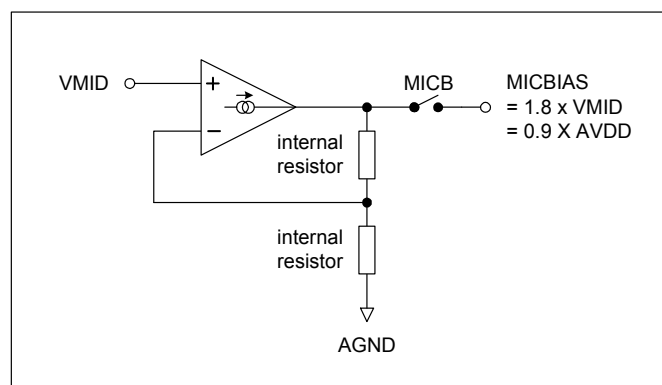 VMID
+
−
MICB
MICBIAS
= 1.8 x VMID
= 0.9 X AVDD
internal
resistor
internal
resistor
AGND